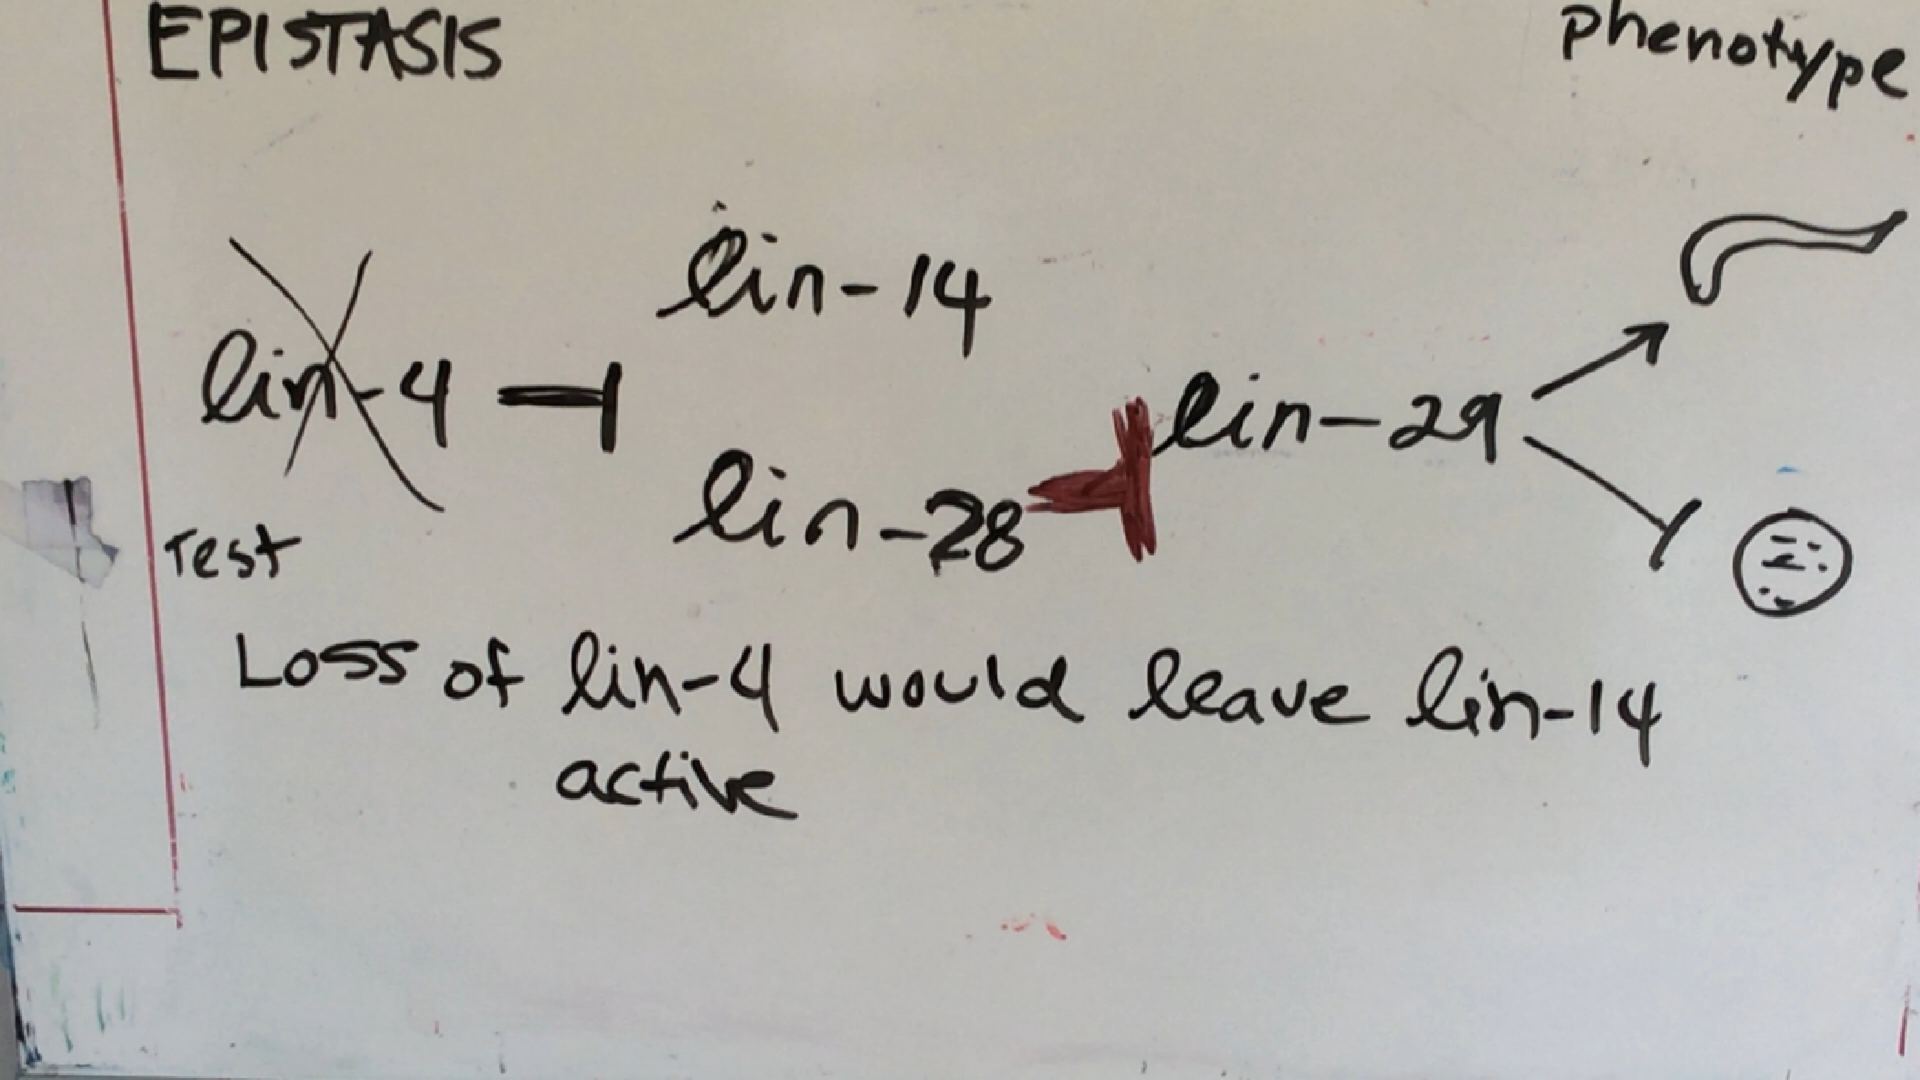 EPISTASIS
phenotype
lin-14
lin-4
lin-29
lin-28
Test
Loss of lin-4 would leave lin-14
active